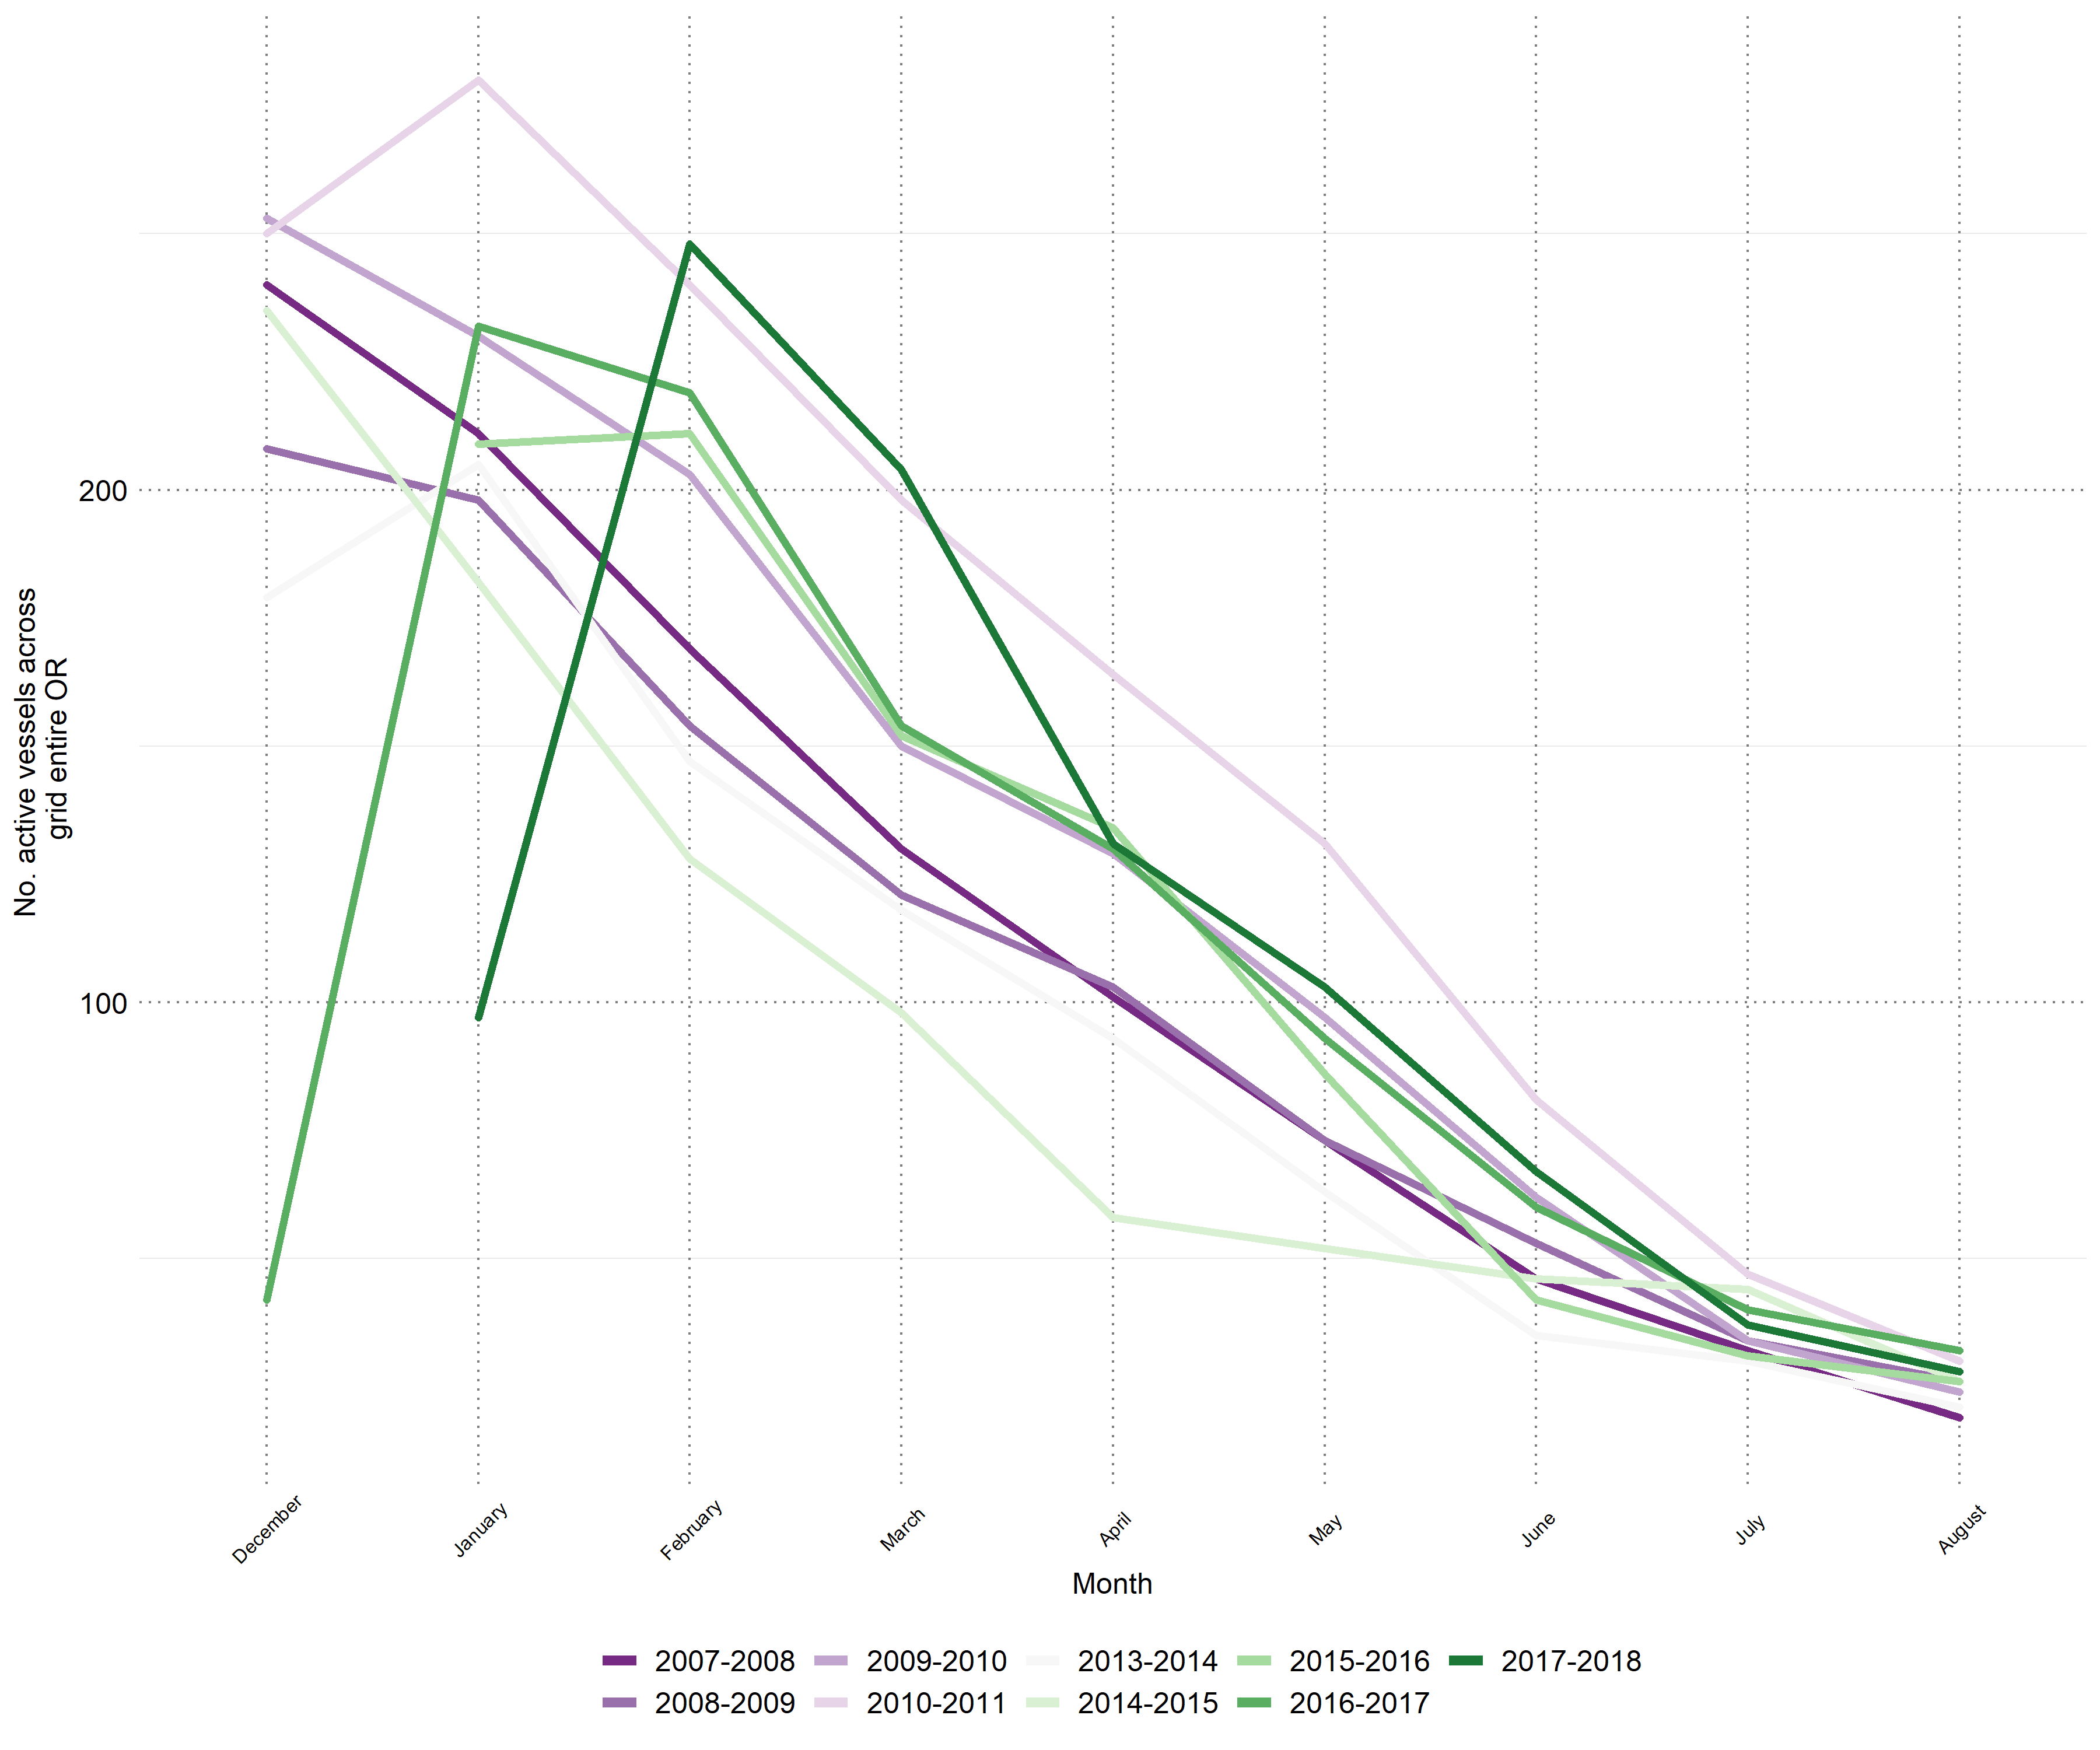 No. active vessels across
grid entire OR
200
100
December
January
February
March
April
May
June
July
August
Month
2007-2008 2009-2010 2013-2014 2015-2016 2017-2018
2008-2009 2010-2011 2014-2015 2016-2017